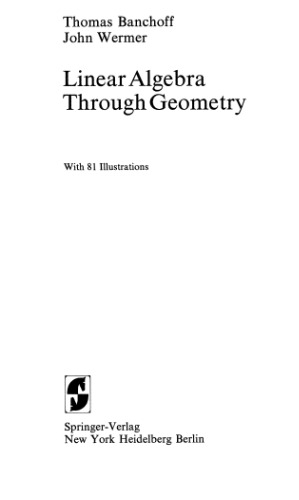 Thomas Banchoff
John Wermer
Linear Algebra
Through Geometry
With 81 Illustrations
Springer-Verlag
New York Heidelberg Berlin